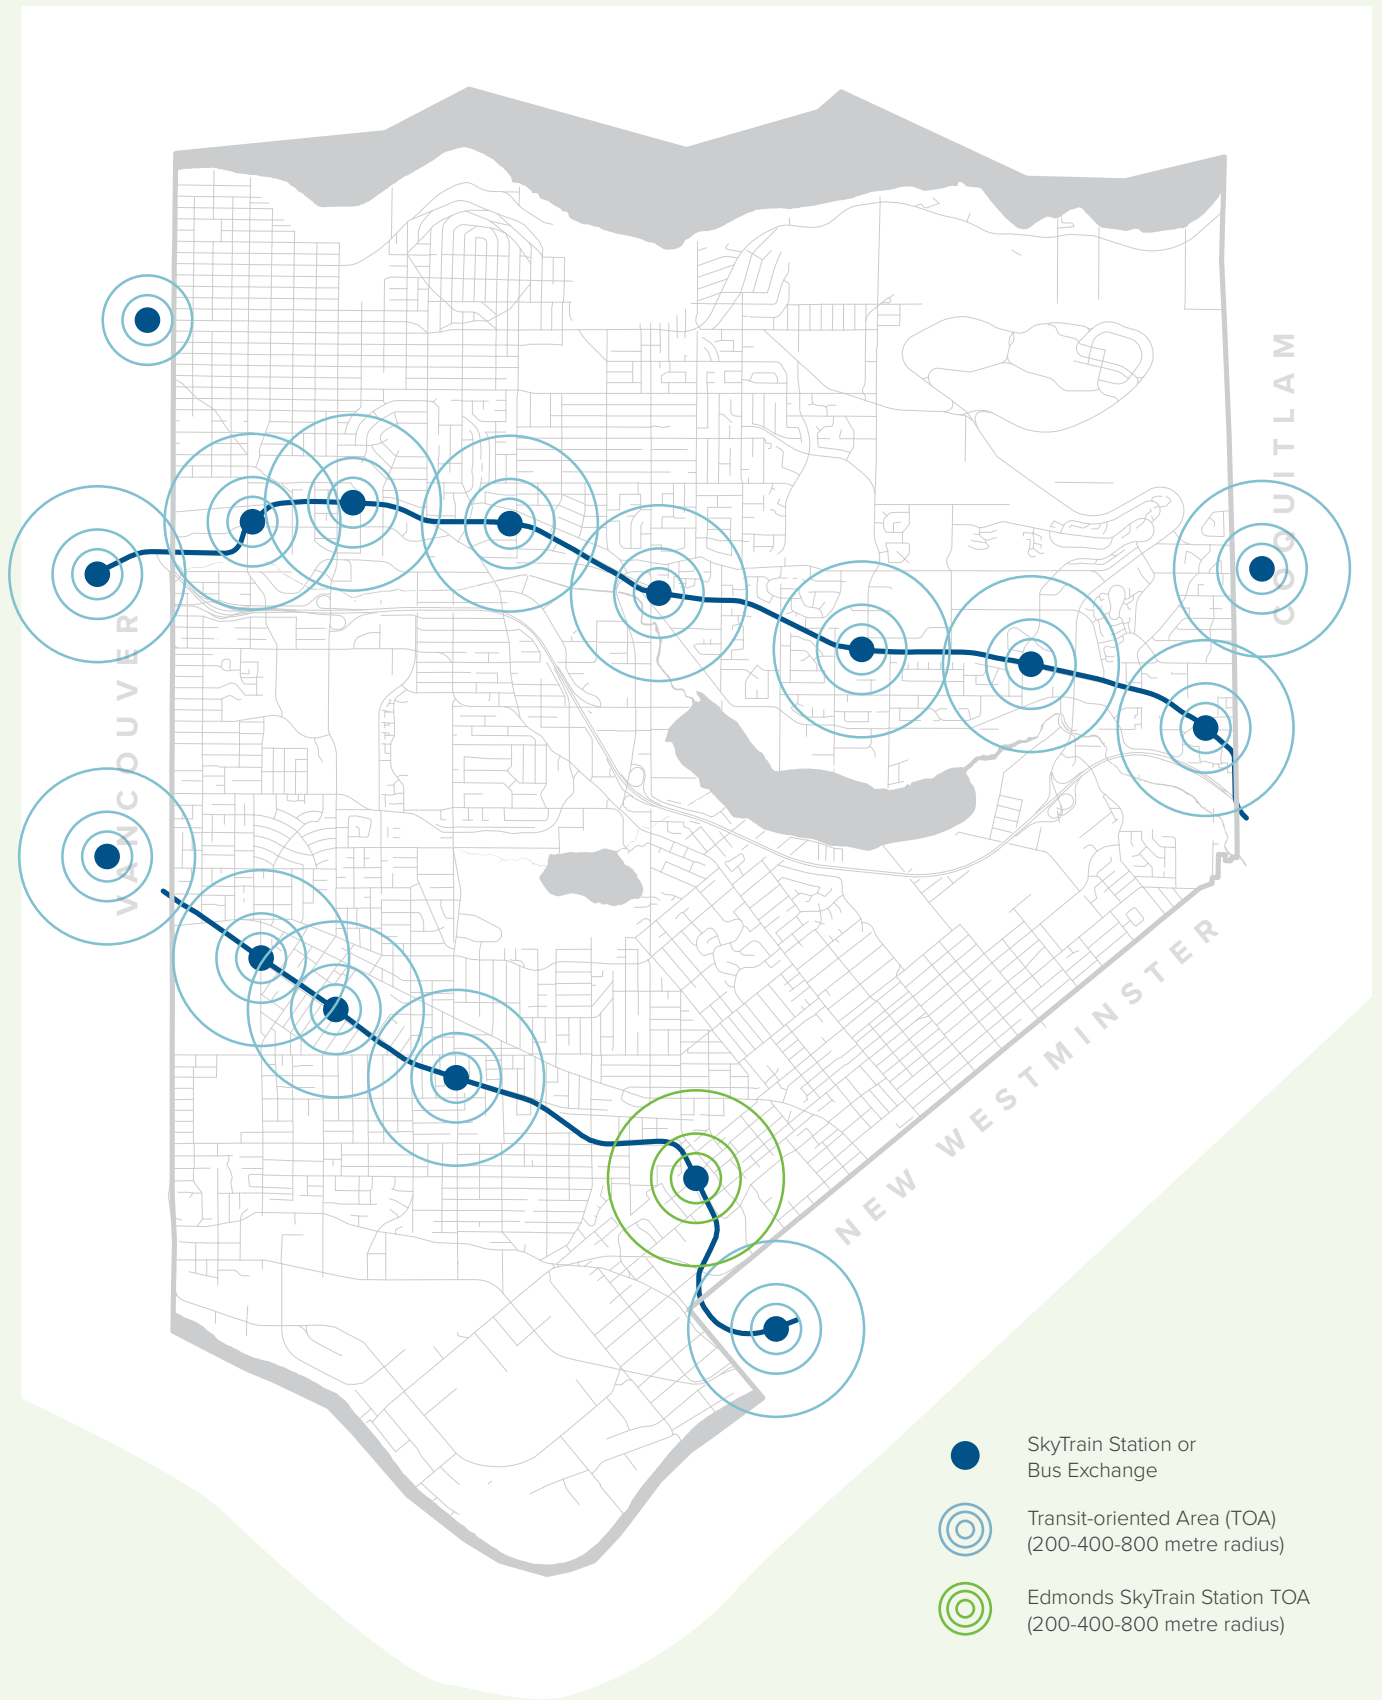 COQUITLAM
VANCOUVER
NEW WESTMINSTER
SkyTrain Station or
Bus Exchange
Transit-oriented Area (TOA)
(200-400-800 metre radius)
Edmonds SkyTrain Station TOA
(200-400-800 metre radius)